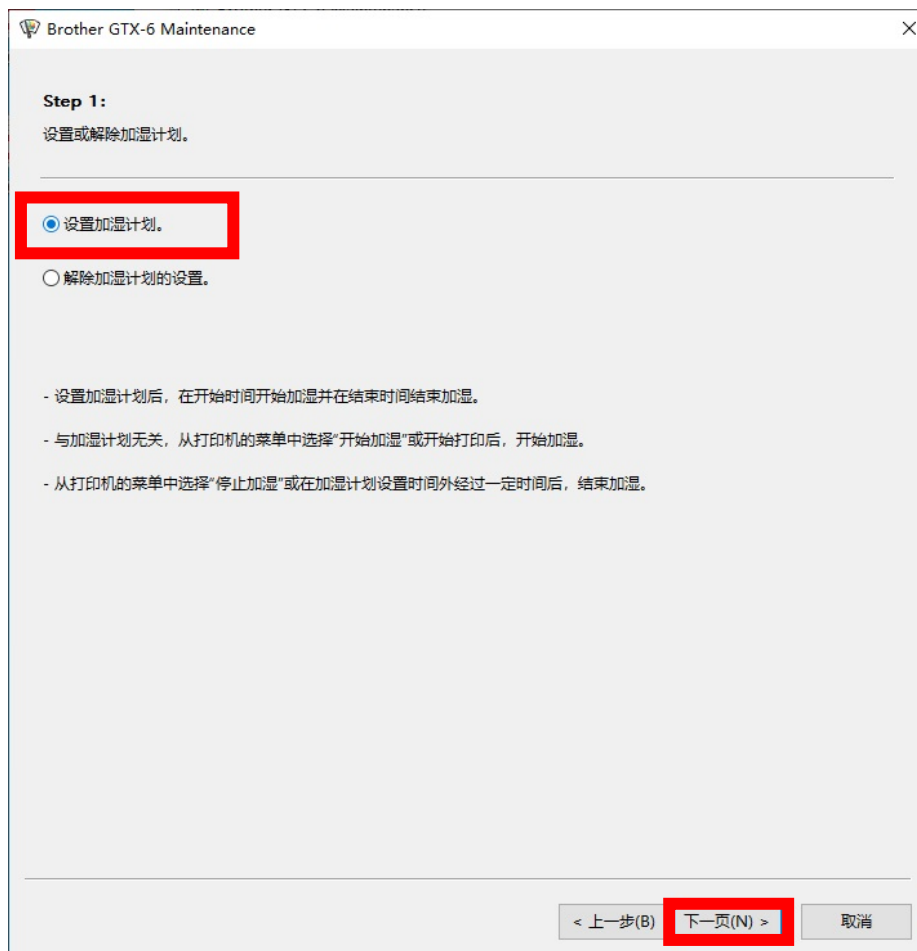 Brother GTX-6 Maintenance
Step 1:
设置或解除加湿计划。
设置加湿计划。
解除加湿计划的设置。
- 设置加湿计划后，在开始时间开始加湿并在结束时间结束加湿。
- 与加湿计划无关，从打印机的菜单中选择“开始加湿”或开始打印后，开始加湿。
- 从打印机的菜单中选择“停止加湿”或在加湿计划设置时间外经过一定时间后，结束加湿。
< 上一步(B) 下一页(N) > 取消